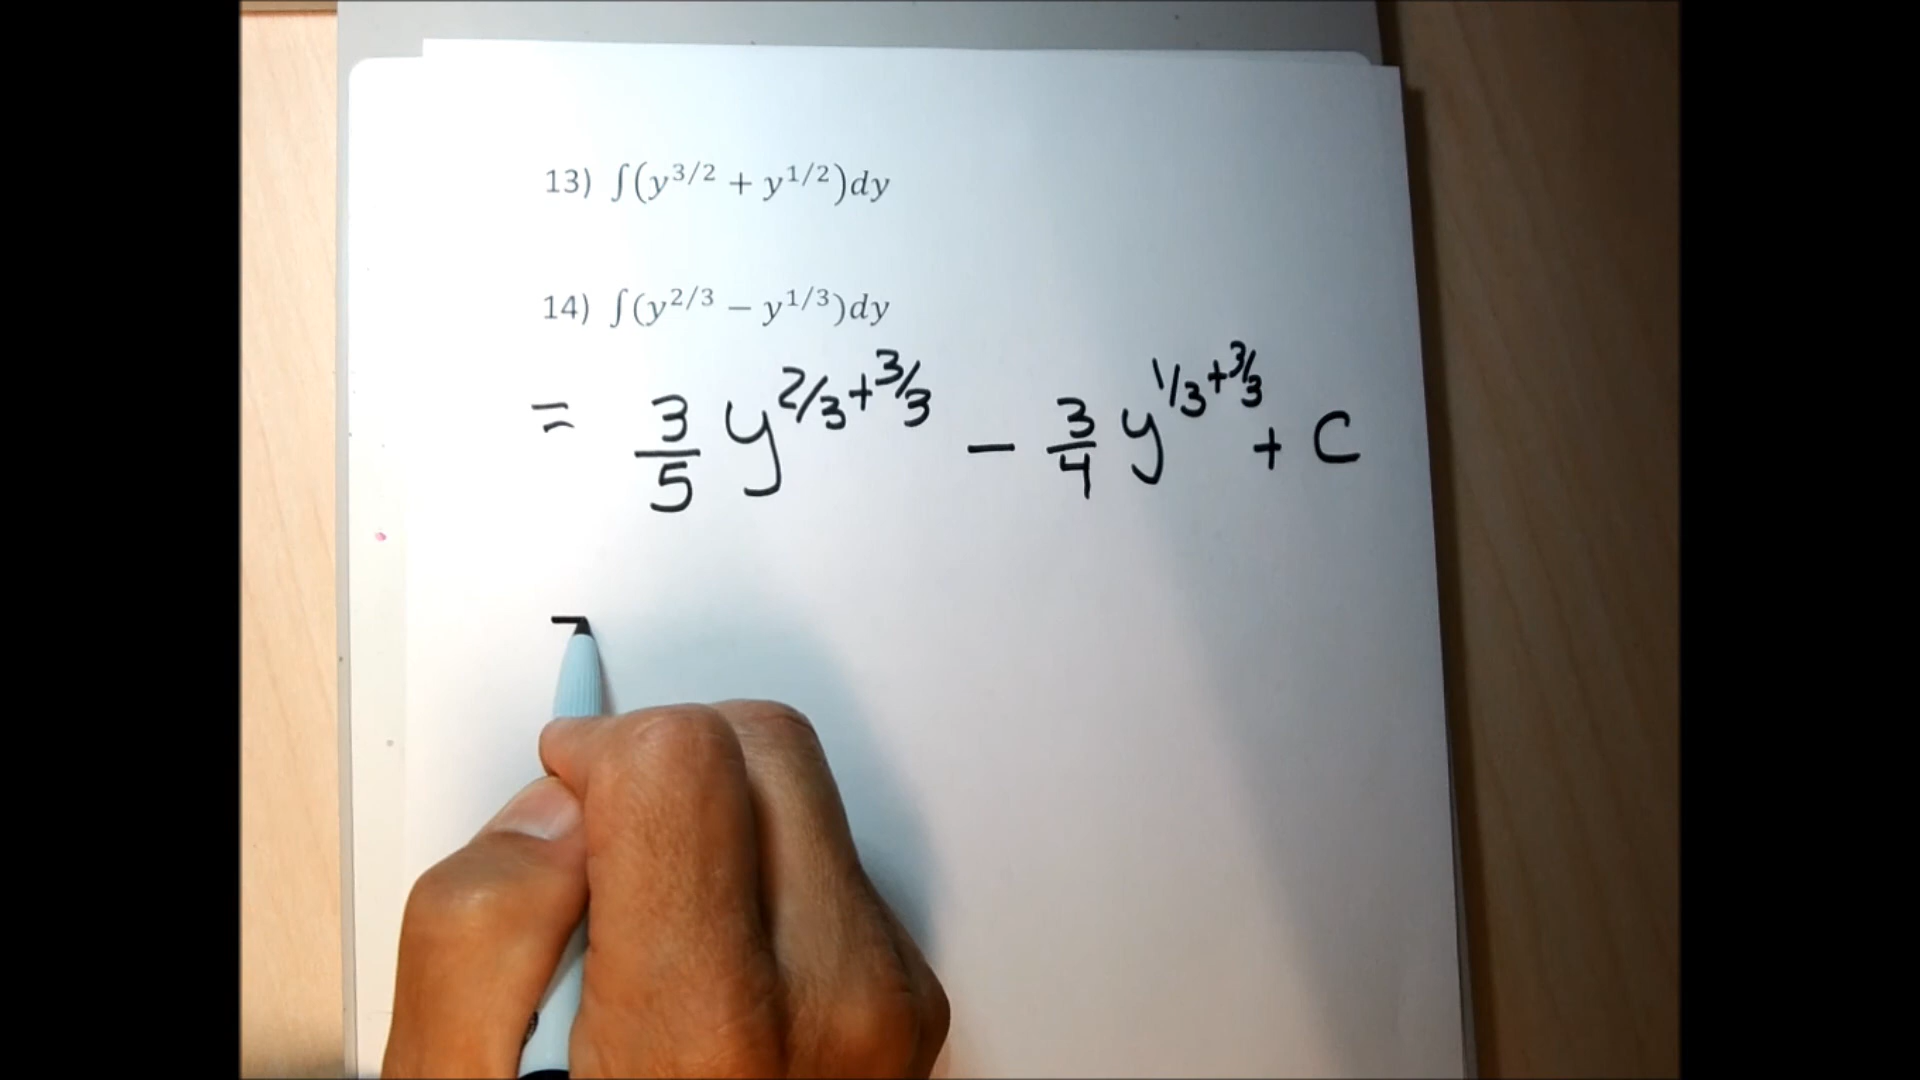 13) ∫(y^{3/2} + y^{1/2})dy
14) ∫(y^{2/3} − y^{1/3})dy
= 3/5 y^{2/3+3/3} − 3/4 y^{1/3+3/3} + C